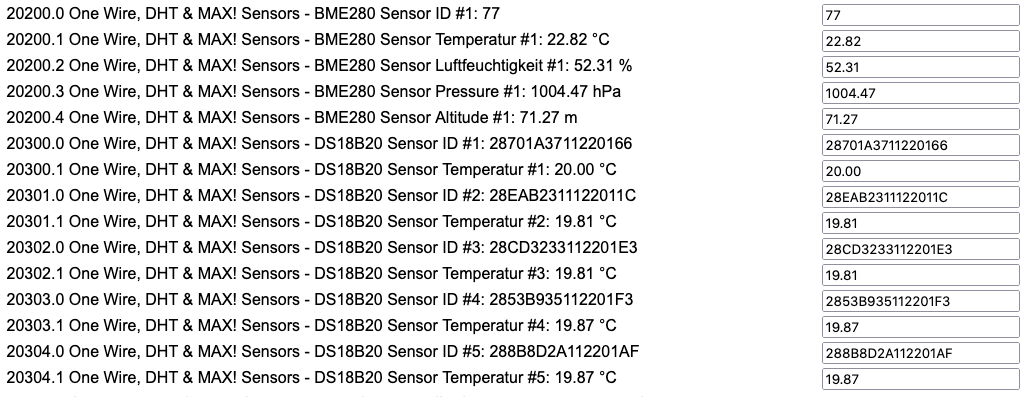 20200.0 One Wire, DHT & MAX! Sensors - BME280 Sensor ID #1: 77 77
20200.1 One Wire, DHT & MAX! Sensors - BME280 Sensor Temperatur #1: 22.82 °C 22.82
20200.2 One Wire, DHT & MAX! Sensors - BME280 Sensor Luftfeuchtigkeit #1: 52.31 % 52.31
20200.3 One Wire, DHT & MAX! Sensors - BME280 Sensor Pressure #1: 1004.47 hPa 1004.47
20200.4 One Wire, DHT & MAX! Sensors - BME280 Sensor Altitude #1: 71.27 m 71.27
20300.0 One Wire, DHT & MAX! Sensors - DS18B20 Sensor ID #1: 28701A3711220166 28701A3711220166
20300.1 One Wire, DHT & MAX! Sensors - DS18B20 Sensor Temperatur #1: 20.00 °C 20.00
20301.0 One Wire, DHT & MAX! Sensors - DS18B20 Sensor ID #2: 28EAB2311122011C 28EAB2311122011C
20301.1 One Wire, DHT & MAX! Sensors - DS18B20 Sensor Temperatur #2: 19.81 °C 19.81
20302.0 One Wire, DHT & MAX! Sensors - DS18B20 Sensor ID #3: 28CD3233112201E3 28CD3233112201E3
20302.1 One Wire, DHT & MAX! Sensors - DS18B20 Sensor Temperatur #3: 19.81 °C 19.81
20303.0 One Wire, DHT & MAX! Sensors - DS18B20 Sensor ID #4: 2853B935112201F3 2853B935112201F3
20303.1 One Wire, DHT & MAX! Sensors - DS18B20 Sensor Temperatur #4: 19.87 °C 19.87
20304.0 One Wire, DHT & MAX! Sensors - DS18B20 Sensor ID #5: 288B8D2A112201AF 288B8D2A112201AF
20304.1 One Wire, DHT & MAX! Sensors - DS18B20 Sensor Temperatur #5: 19.87 °C 19.87